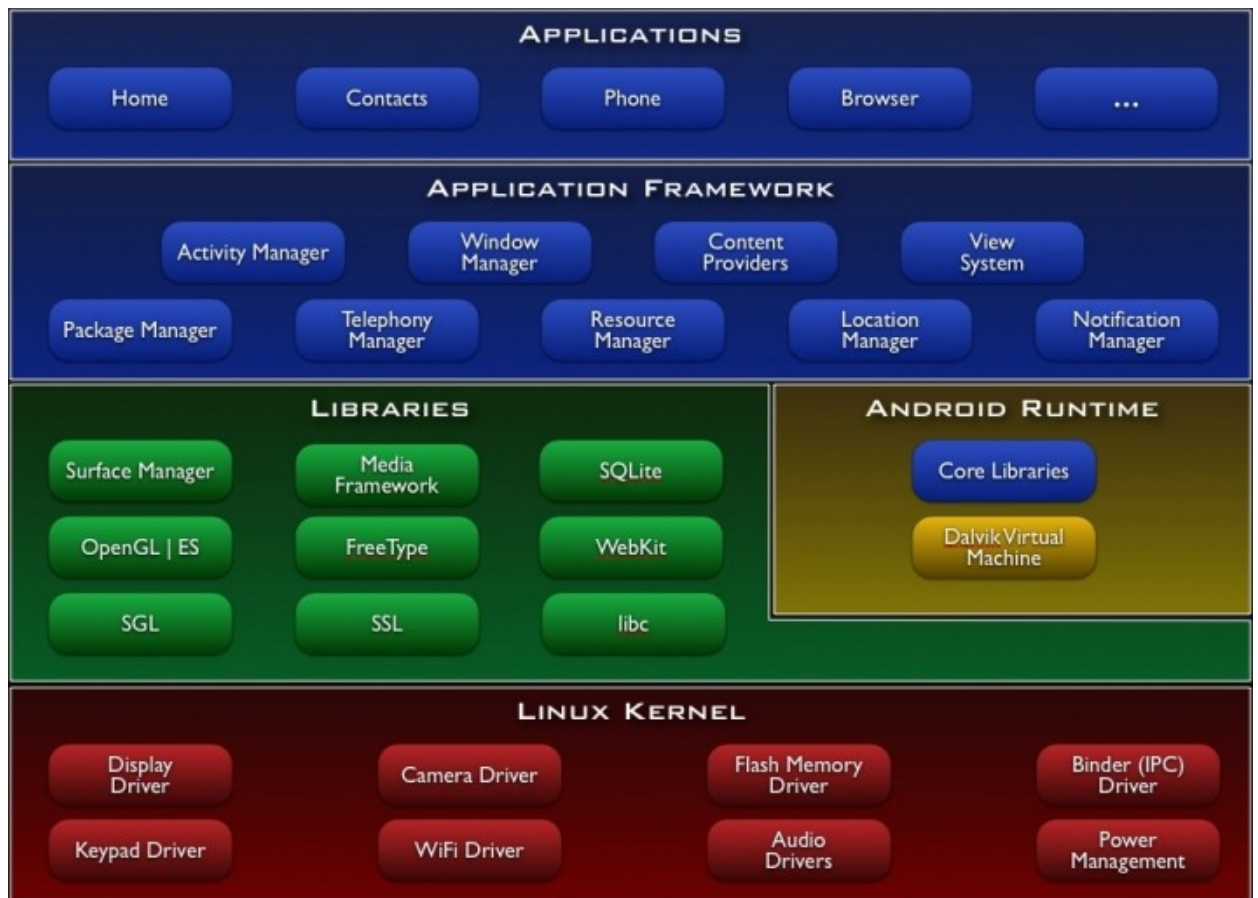 APPLICATIONS
Home
Contacts
Phone
Browser
...
APPLICATION FRAMEWORK
Activity Manager
Window
Manager
Content
Providers
View
System
Package Manager
Telephony
Manager
Resource
Manager
Location
Manager
Notification
Manager
LIBRARIES
Surface Manager
Media
Framework
SQLite
OpenGL | ES
FreeType
WebKit
SGL
SSL
libc
ANDROID RUNTIME
Core Libraries
Dalvik Virtual
Machine
LINUX KERNEL
Display
Driver
Camera Driver
Flash Memory
Driver
Binder (IPC)
Driver
Keypad Driver
WiFi Driver
Audio
Drivers
Power
Management